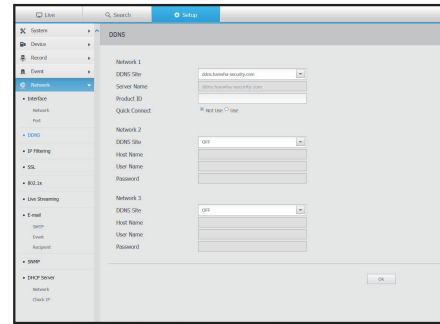 Live
Search
Setup
System
Device
Record
Event
Network
Interface
Network
Port
DDNS
IP Filtering
SSL
802.1x
Live Streaming
E-mail
SMTP
Event
Recipient
SNMP
DHCP Server
Network
Check IP
DDNS
Network 1
DDNS Site
ddns.hanwha-security.com
Server Name
ddns.hanwha-security.com
Product ID
Quick Connect
Not Use Use
Network 2
DDNS Site
OFF
Host Name
User Name
Password
Network 3
DDNS Site
OFF
Host Name
User Name
Password
Ok